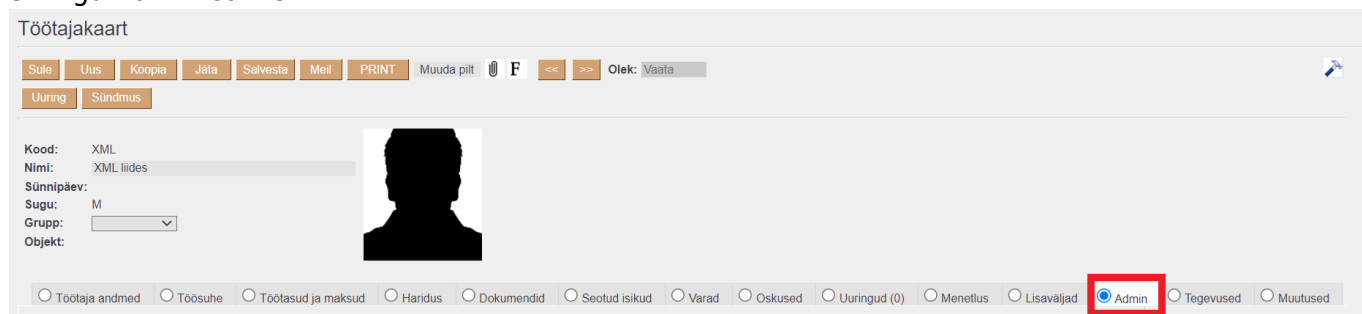 Töötajakaart
Sule Uus Koopia Jäta Salvesta Meil PRINT Muuda pilt F << >> Olek: Vaata
Uuring Sündmus
Kood: XML
Nimi: XML liides
Sünnipäev:
Sugu: M
Grupp:
Objekt:
Töötaja andmed Töösuhe Töötasud ja maksud Haridus Dokumendid Seotud isikud Varad Oskused Uuringud (0) Menetlus Lisaväljad Admin Tegevused Muutused